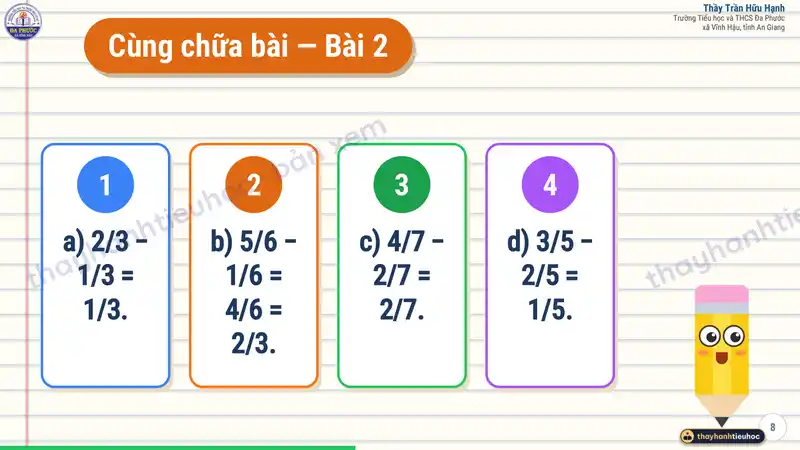 ĐA PHƯỚC
Thầy Trần Hữu Hạnh
Trường Tiểu học và THCS Đa Phước
xã Vĩnh Hậu, tỉnh An Giang
Cùng chữa bài – Bài 2
1
a) 2/3 –
1/3 =
1/3.
2
b) 5/6 –
1/6 =
4/6 =
2/3.
3
c) 4/7 –
2/7 =
2/7.
4
d) 3/5 –
2/5 =
1/5.
thayhanhtieuhoc
8